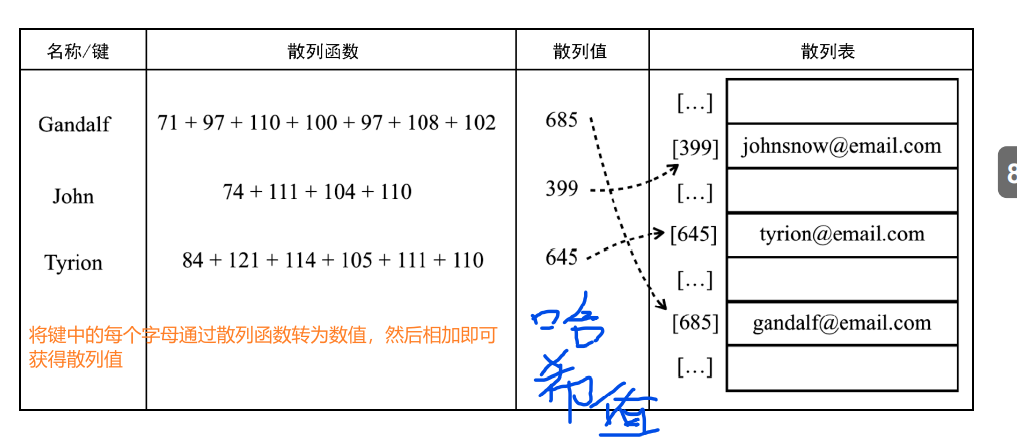 名称/键 散列函数 散列值 散列表
[…]
Gandalf 71 + 97 + 110 + 100 + 97 + 108 + 102 685
[399] johnsnow@email.com
John 74 + 111 + 104 + 110 399
[…]
[645] tyrion@email.com
Tyrion 84 + 121 + 114 + 105 + 111 + 110 645
[…]
[685] gandalf@email.com
[…]
将键中的每个字母通过散列函数转为数值，然后相加即可
获得散列值
哈
希
值
8